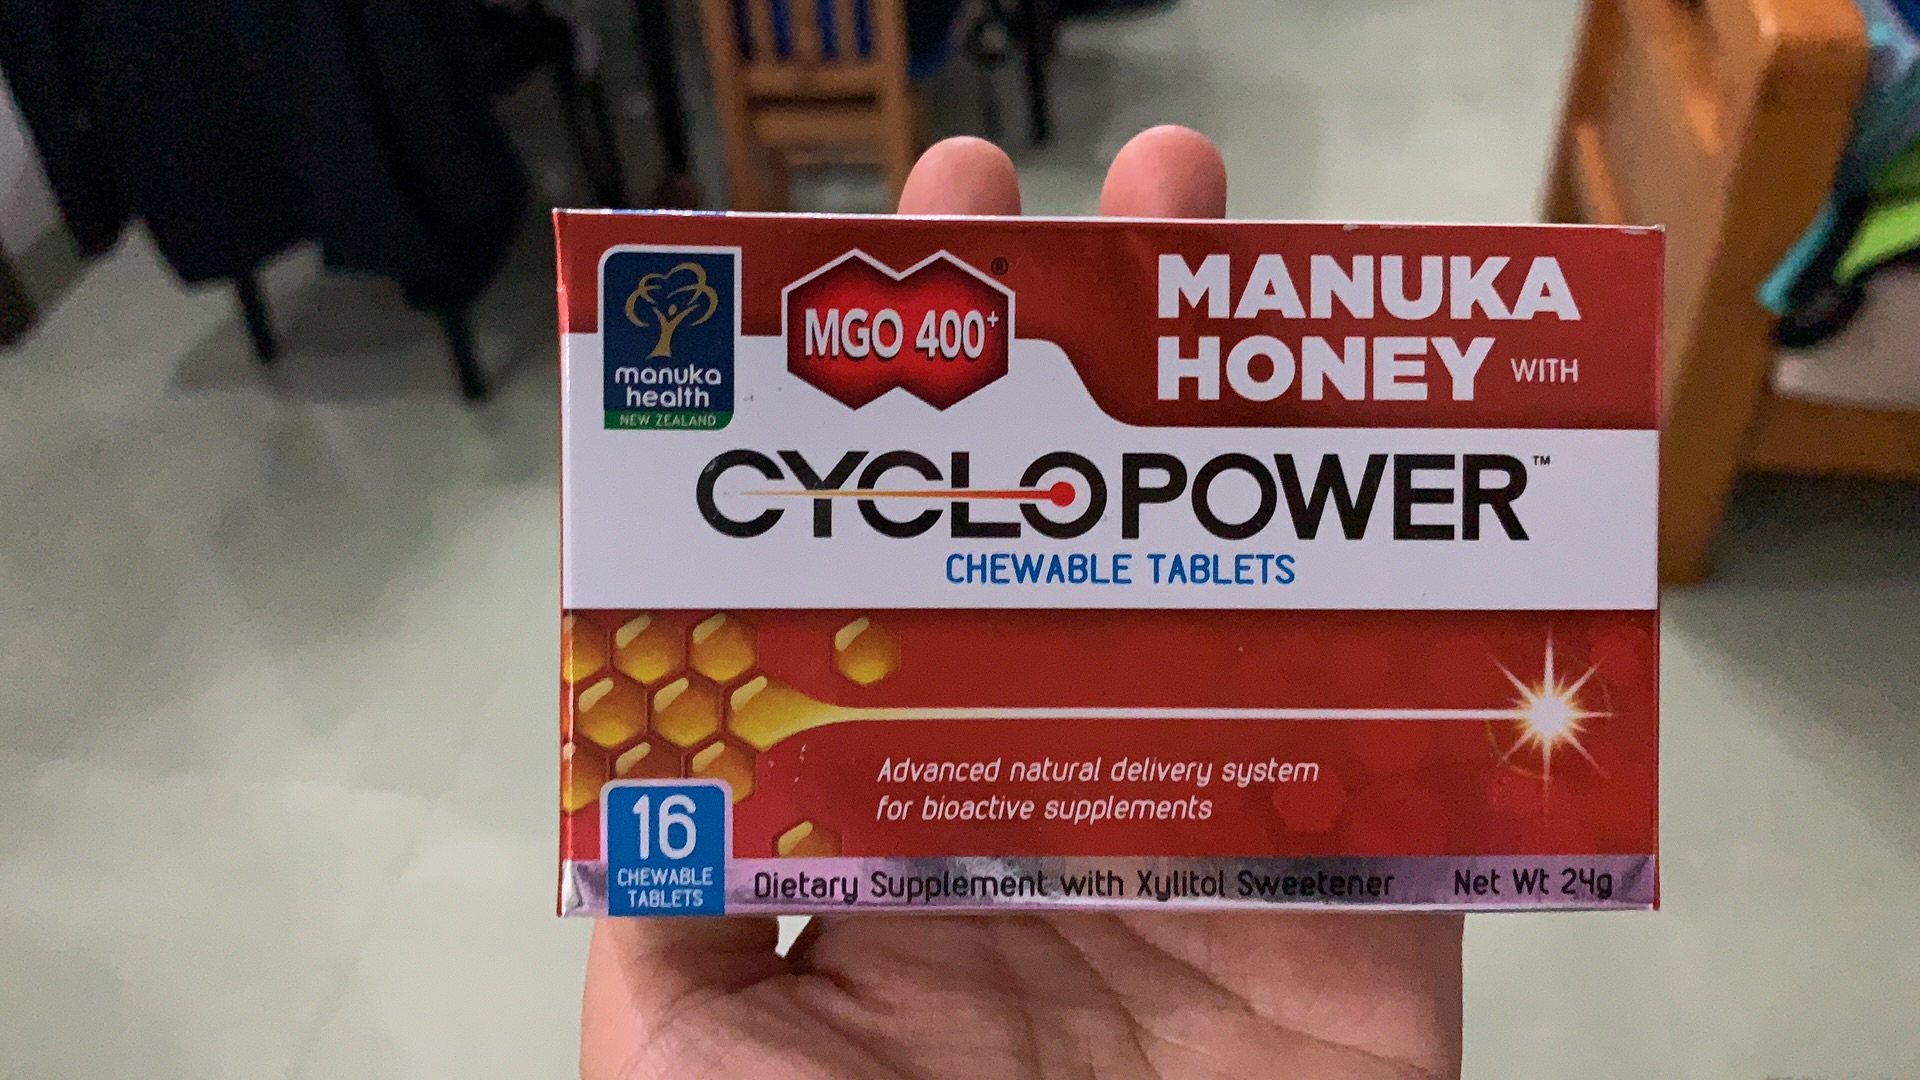 manuka
health
NEW ZEALAND
MGO 400+
®
MANUKA
HONEY WITH
CYCLOPOWER™
CHEWABLE TABLETS
Advanced natural delivery system
for bioactive supplements
16
CHEWABLE
TABLETS
Dietary Supplement with Xylitol Sweetener
Net Wt 24g